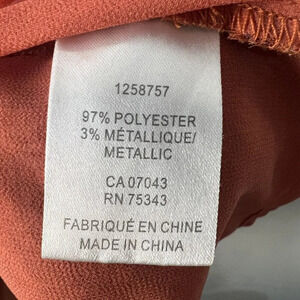 1258757
97% POLYESTER
3% MÉTALLIQUE/
METALLIC
CA 07043
RN 75343
FABRIQUÉ EN CHINE
MADE IN CHINA